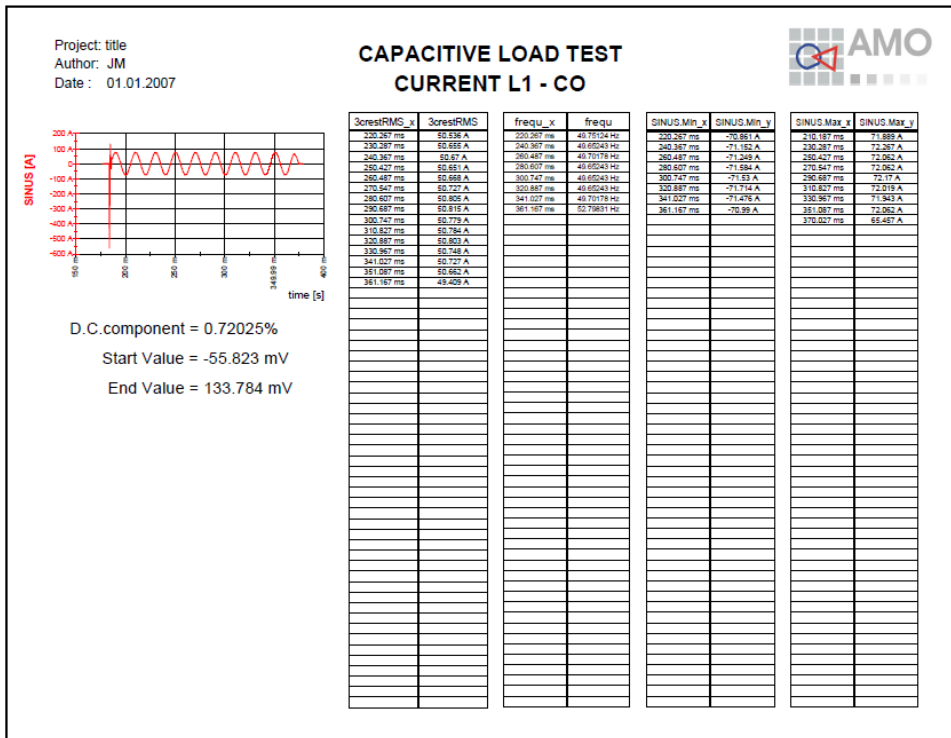 Project: title
Author: JM
Date : 01.01.2007
CAPACITIVE LOAD TEST
CURRENT L1 - CO
AMO
SINUS [A]
200 A
100 A
0
-100 A
-200 A
-300 A
-400 A
-500 A
-600 A
150 m
200 m
250 m
300 m
349.99 m
400 m
time [s]
D.C.component = 0.72025%
Start Value = -55.823 mV
End Value = 133.784 mV
3crestRMS_x 3crestRMS
220.267 ms 50.536 A
230.287 ms 50.655 A
240.367 ms 50.67 A
250.427 ms 50.651 A
260.487 ms 50.668 A
270.547 ms 50.727 A
280.607 ms 50.805 A
290.687 ms 50.815 A
300.747 ms 50.779 A
310.827 ms 50.784 A
320.887 ms 50.803 A
330.967 ms 50.748 A
341.027 ms 50.727 A
351.087 ms 50.662 A
361.167 ms 49.409 A
frequ_x frequ
220.267 ms 49.75124 Hz
240.367 ms 49.65243 Hz
260.487 ms 49.70178 Hz
280.607 ms 49.65243 Hz
300.747 ms 49.65243 Hz
320.887 ms 49.65243 Hz
341.027 ms 49.70178 Hz
361.167 ms 52.79831 Hz
SINUS.Min_x SINUS.Min_y
220.267 ms -70.861 A
240.367 ms -71.152 A
260.487 ms -71.249 A
280.607 ms -71.584 A
300.747 ms -71.53 A
320.887 ms -71.714 A
341.027 ms -71.476 A
361.167 ms -70.99 A
SINUS.Max_x SINUS.Max_y
210.187 ms 71.889 A
230.287 ms 72.267 A
250.427 ms 72.062 A
270.547 ms 72.062 A
290.687 ms 72.17 A
310.827 ms 72.019 A
330.967 ms 71.943 A
351.087 ms 72.062 A
370.027 ms 65.457 A